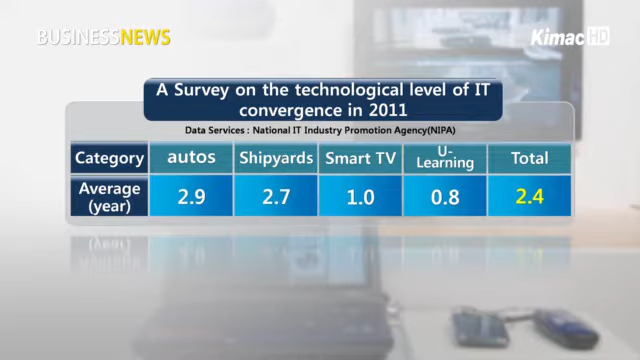 BUSINESSNEWS
Kimac HD
A Survey on the technological level of IT
convergence in 2011
Data Services : National IT Industry Promotion Agency(NIPA)
Category autos Shipyards Smart TV U-Learning Total
Average (year) 2.9 2.7 1.0 0.8 2.4